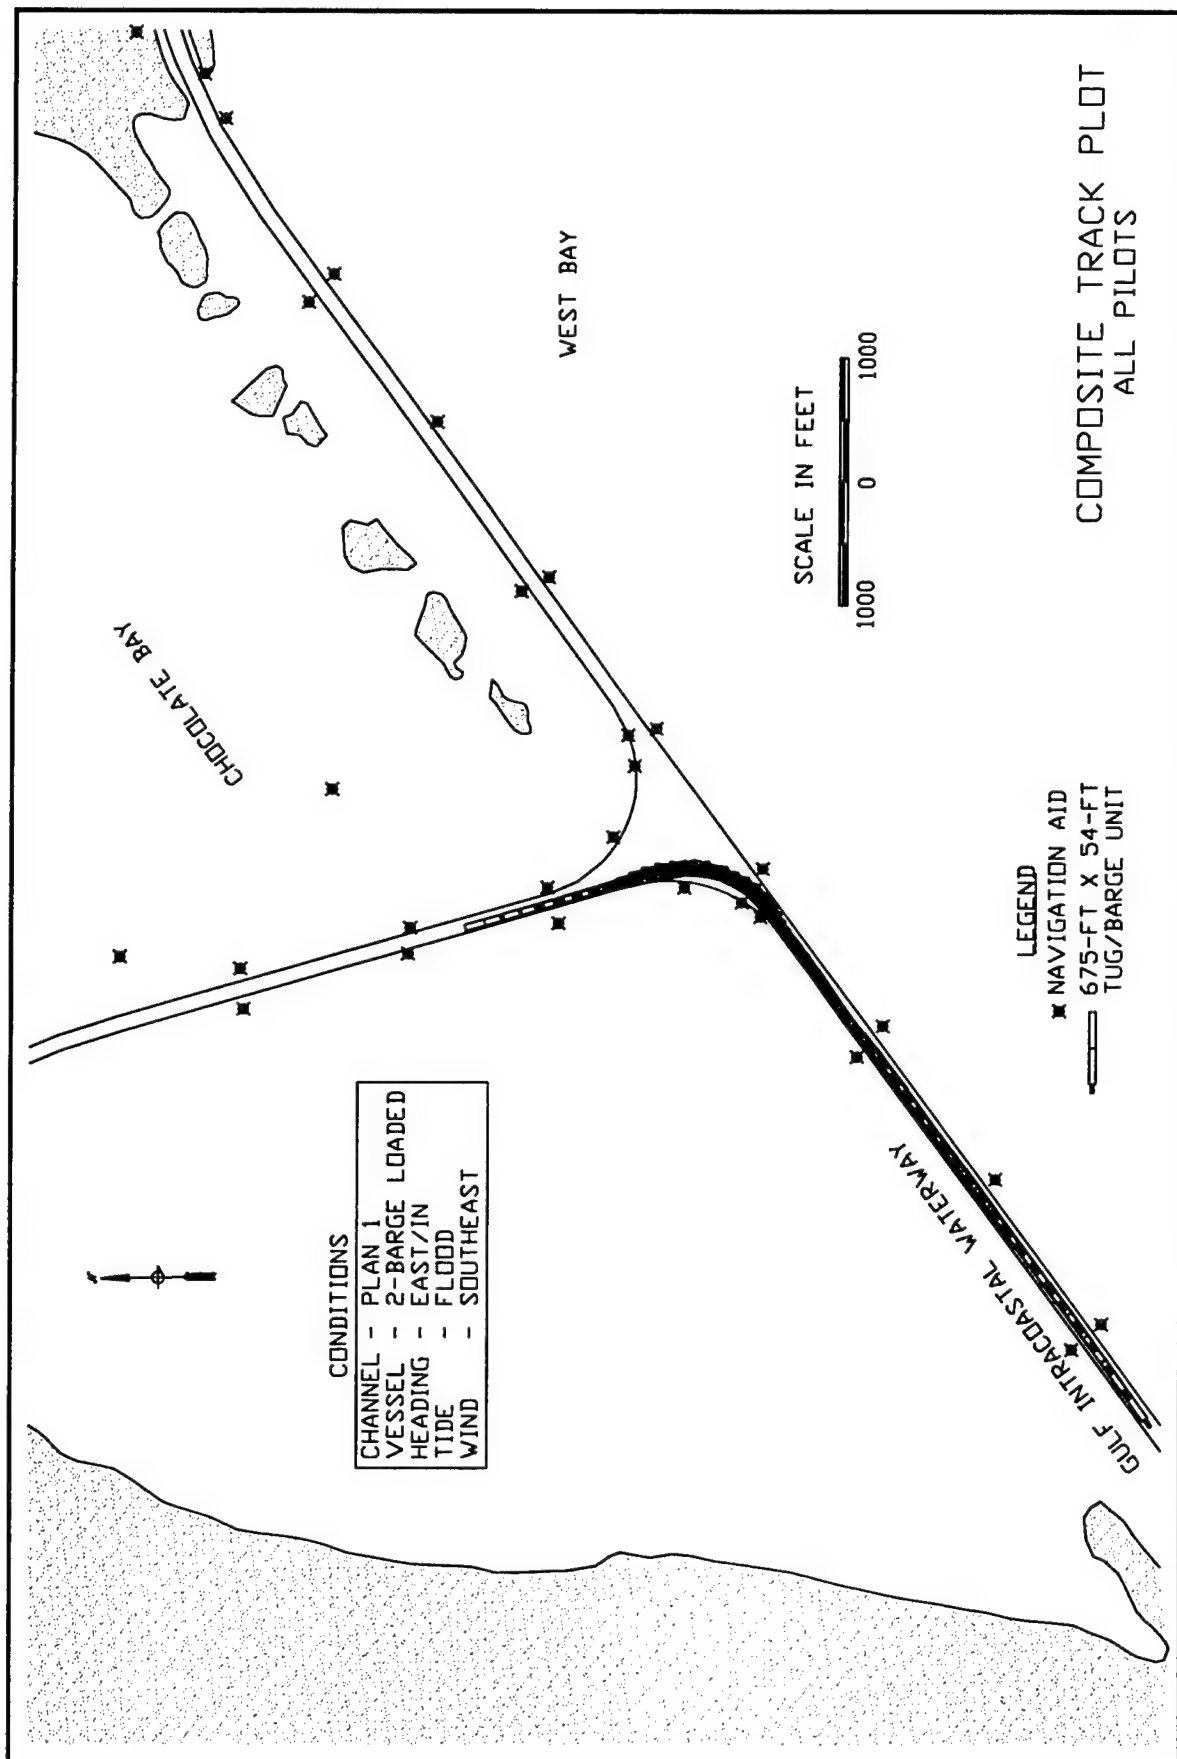 CHOCOLATE BAY
WEST BAY
CONDITIONS
CHANNEL - PLAN 1
VESSEL - 2-BARGE LOADED
HEADING - EAST/IN
TIDE - FLOOD
WIND - SOUTHEAST
GULF INTRACOASTAL WATERWAY
SCALE IN FEET
1000 0 1000
LEGEND
NAVIGATION AID
675-FT X 54-FT
TUG/BARGE UNIT
COMPOSITE TRACK PLOT
ALL PILOTS